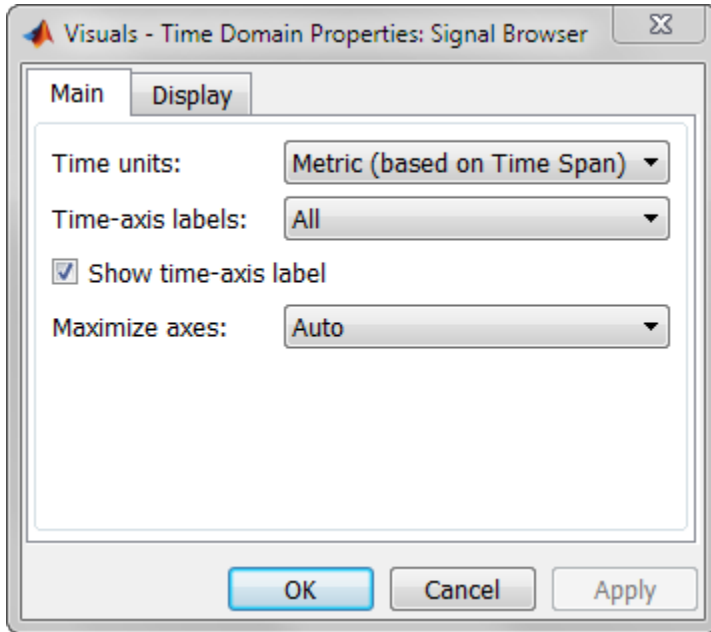 Visuals - Time Domain Properties: Signal Browser
Main Display
Time units: Metric (based on Time Span)
Time-axis labels: All
Show time-axis label
Maximize axes: Auto
OK Cancel Apply